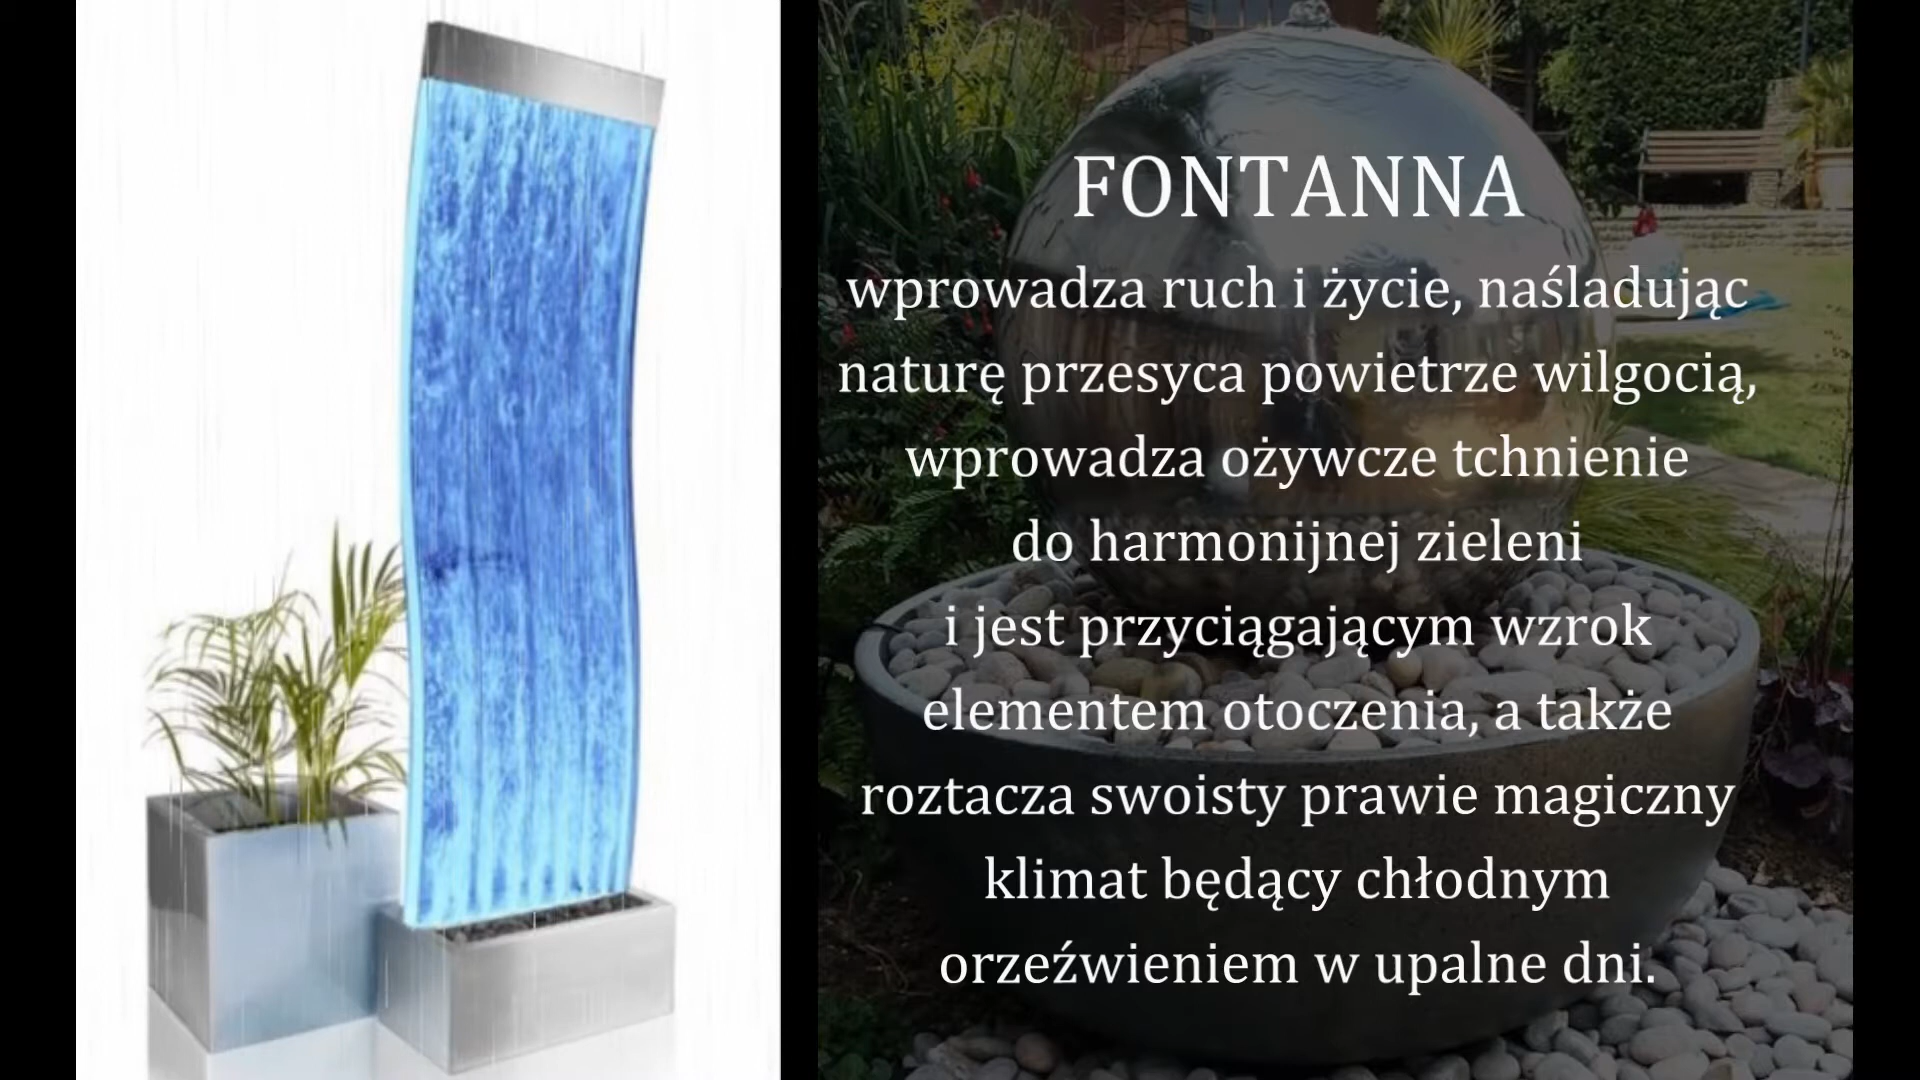 FONTANNA
wprowadza ruch i życie, naśladując
naturę przesyca powietrze wilgocią,
wprowadza ożywcze tchnienie
do harmonijnej zieleni
i jest przyciągającym wzrok
elementem otoczenia, a także
roztacza swoisty prawie magiczny
klimat będący chłodnym
orzeźwieniem w upalne dni.